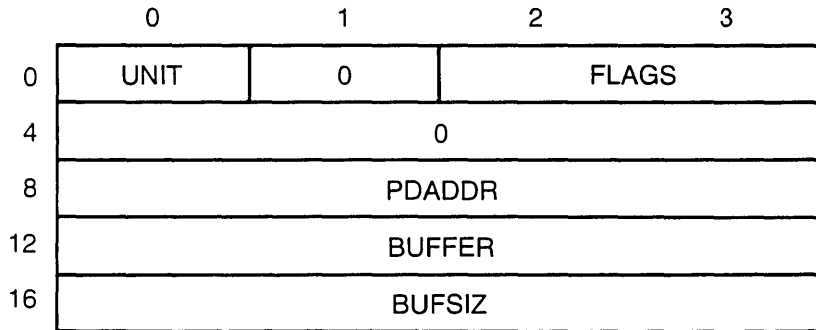 0 1 2 3
0 UNIT 0 FLAGS
4 0
8 PDADDR
12 BUFFER
16 BUFSIZ